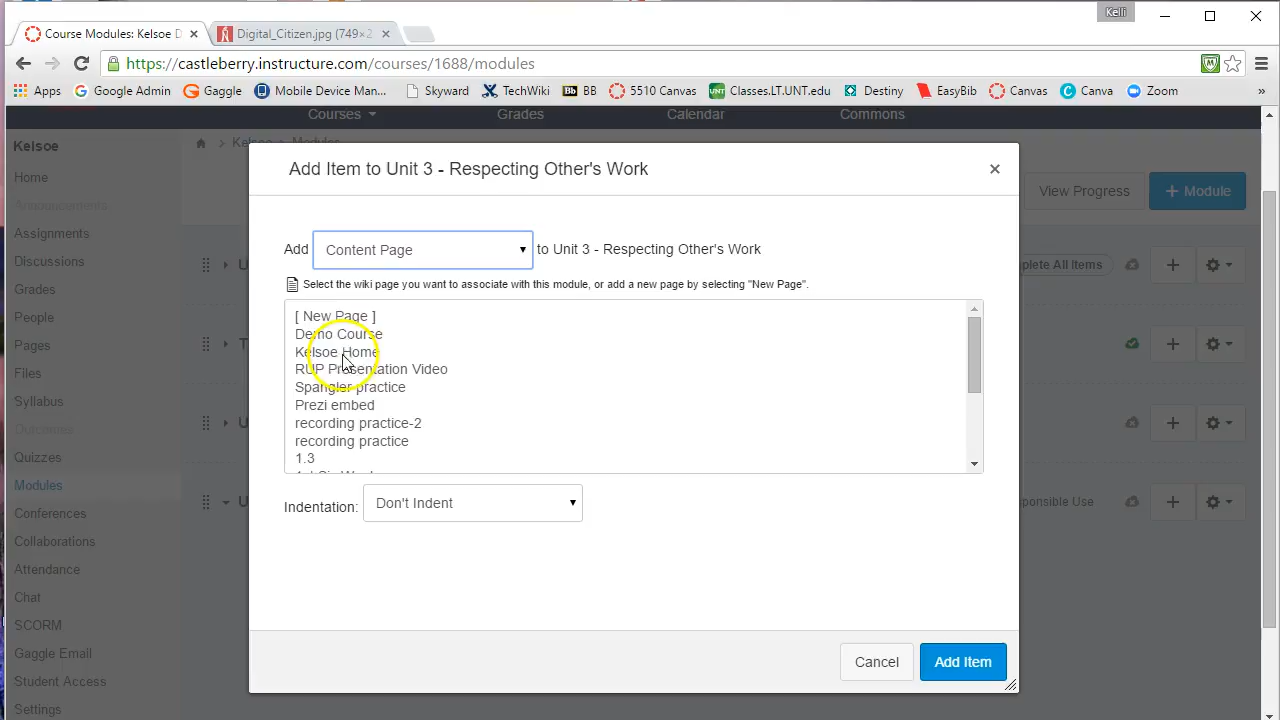 Kelli
Course Modules: Kelsoe D
Digital_Citizen.jpg (749×2
https://castleberry.instructure.com/courses/1688/modules
Apps Google Admin Gaggle Mobile Device Man... Skyward TechWiki BB 5510 Canvas Classes.LT.UNT.edu Destiny EasyBib Canvas Canva Zoom »
Courses Grades Calendar Commons
Kelsoe
Home
Announcements
Assignments
Discussions
Grades
People
Pages
Files
Syllabus
Outcomes
Quizzes
Modules
Conferences
Collaborations
Attendance
Chat
SCORM
Gaggle Email
Student Access
Settings
View Progress + Module
plete All Items
ponsible Use
Add Item to Unit 3 - Respecting Other's Work
Add Content Page to Unit 3 - Respecting Other's Work
Select the wiki page you want to associate with this module, or add a new page by selecting "New Page".
[ New Page ]
Demo Course
Kelsoe Home
RUP Presentation Video
Spangler practice
Prezi embed
recording practice-2
recording practice
1.3
Indentation: Don't Indent
Cancel Add Item